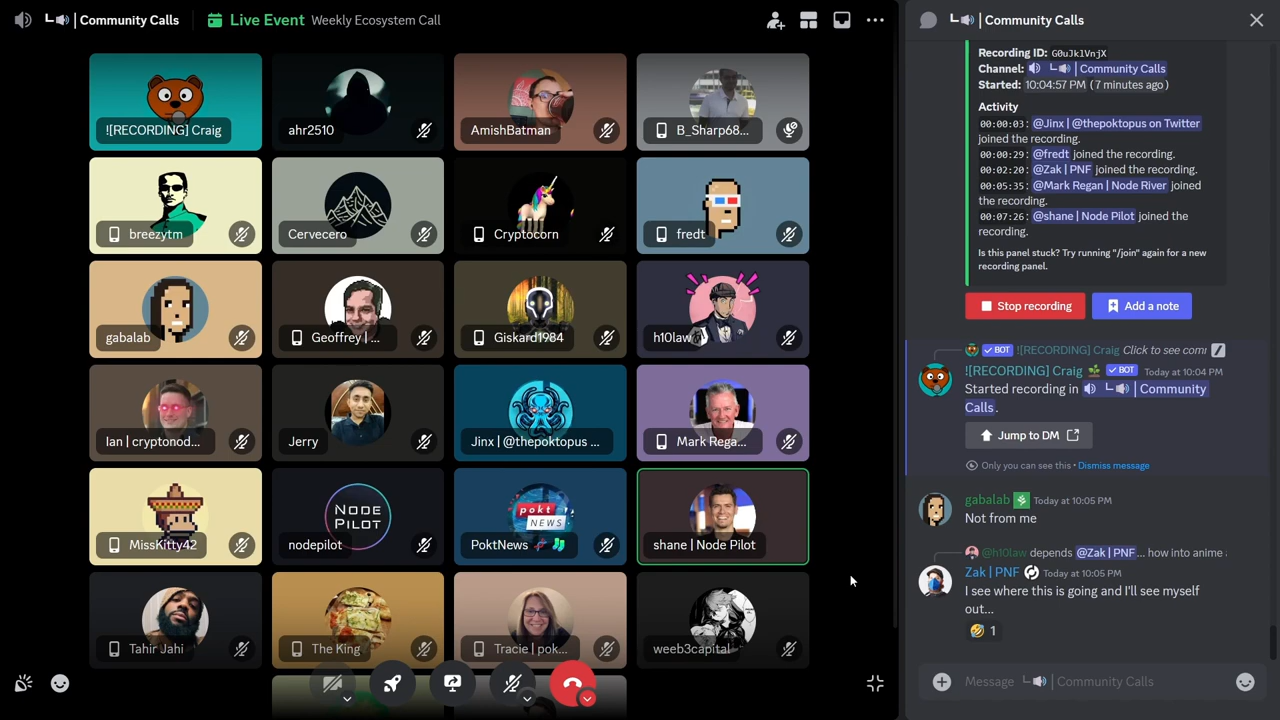 | Community Calls
Live Event Weekly Ecosystem Call
![RECORDING] Craig
ahr2510
AmishBatman
B_Sharp68...
breezytm
Cervecero
Cryptocorn
fredt
gabalab
Geoffrey | ...
Giskard1984
h10law
Ian | cryptonod...
Jerry
Jinx | @thepoktopus ...
Mark Rega...
MissKitty42
NODE
PILOT
nodepilot
pokt
NEWS
PoktNews
shane | Node Pilot
Tahir Jahi
The King
Tracie | pok...
weeb3capital
| Community Calls
Recording ID: G0uJk1VnjX
Channel: | Community Calls
Started: 10:04:57 PM (7 minutes ago)
Activity
00:00:03: @Jinx | @thepoktopus on Twitter
joined the recording.
00:00:29: @fredt joined the recording.
00:02:20: @Zak | PNF joined the recording.
00:05:35: @Mark Regan | Node River joined
the recording.
00:07:26: @shane | Node Pilot joined the
recording.
Is this panel stuck? Try running "/join" again for a new
recording panel.
Stop recording
Add a note
BOT ![RECORDING] Craig Click to see comi
![RECORDING] Craig BOT Today at 10:04 PM
Started recording in | Community
Calls.
Jump to DM
Only you can see this • Dismiss message
gabalab Today at 10:05 PM
Not from me
@h10law depends @Zak | PNF... how into anime
Zak | PNF Today at 10:05 PM
I see where this is going and I'll see myself
out...
1
Message | Community Calls